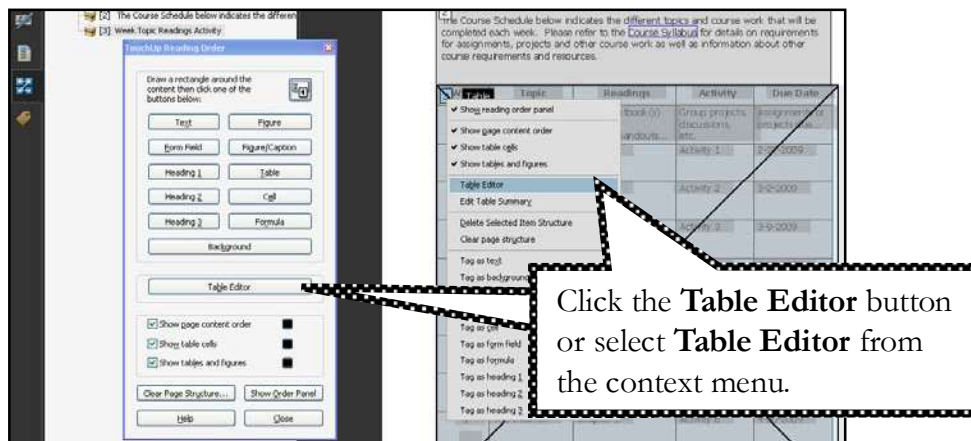 [2] The Course Schedule below indicates the differen
[3] Week Topic Readings Activity
TouchUp Reading Order
Draw a rectangle around the
content then click one of the
buttons below:
Text Figure
Form Field Figure/Caption
Heading 1 Table
Heading 2 Cell
Heading 3 Formula
Background
Table Editor
Show page content order
Show table cells
Show tables and figures
Clear Page Structure... Show Order Panel
Help Close
2
The Course Schedule below indicates the different topics and course work that will be
completed each week. Please refer to the Course Syllabus for details on requirements
for assignments, projects and other course work as well as information about other
course requirements and resources.
Table Topic Readings Activity Due Date
Group projects, Assignments or
discussions, projects due...
etc.
Activity 1
Activity 2 3-2-2009
Activity 3 3-9-2009
Show reading order panel
Show page content order
Show table cells
Show tables and figures
Table Editor
Edit Table Summary
Delete Selected Item Structure
Clear page structure
Tag as text
Tag as background
Tag as cell
Tag as form field
Tag as formula
Tag as heading 1
Tag as heading 2
Tag as heading 3
Click the Table Editor button
or select Table Editor from
the context menu.